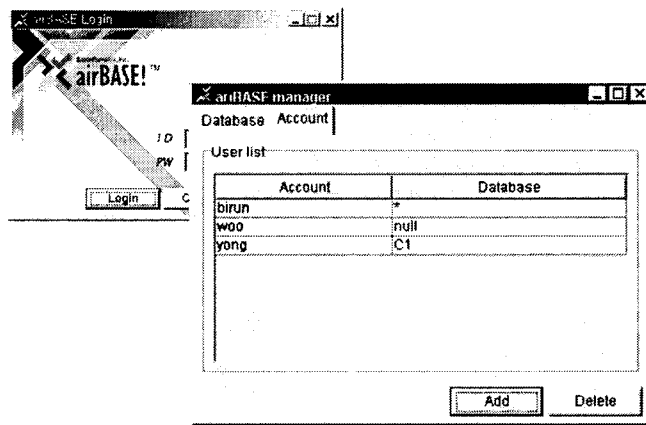 airBASE Login
airBASE!™
ID
PW
Login
C
ariBASE manager
Database Account
User list
Account Database
birun *
woo null
yong C1
Add Delete